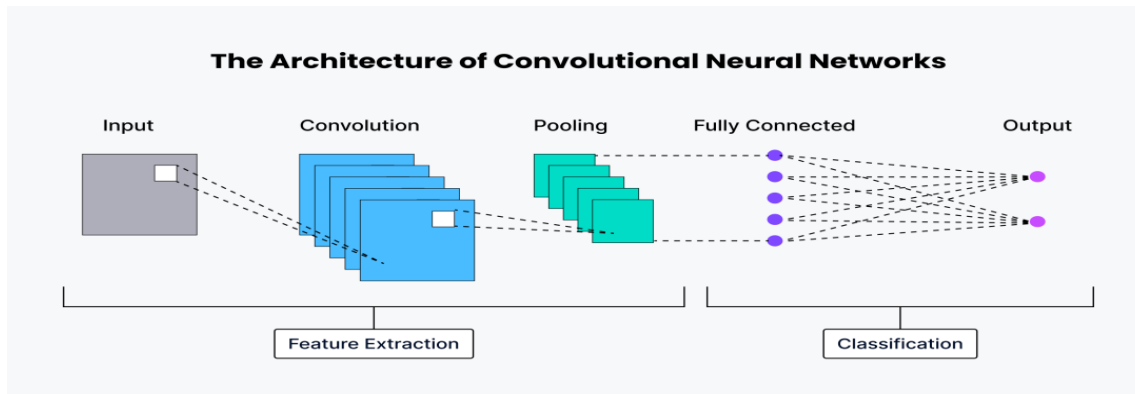 The Architecture of Convolutional Neural Networks
Input
Convolution
Pooling
Fully Connected
Output
Feature Extraction
Classification